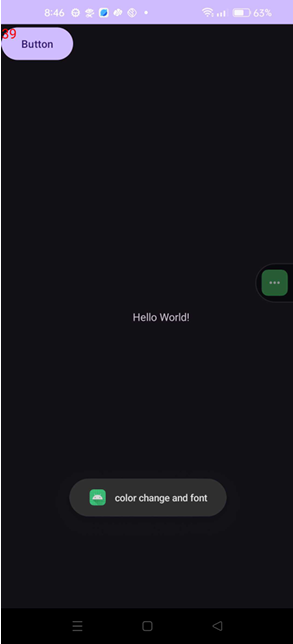 8:46
63%
39
Button
Hello World!
color change and font